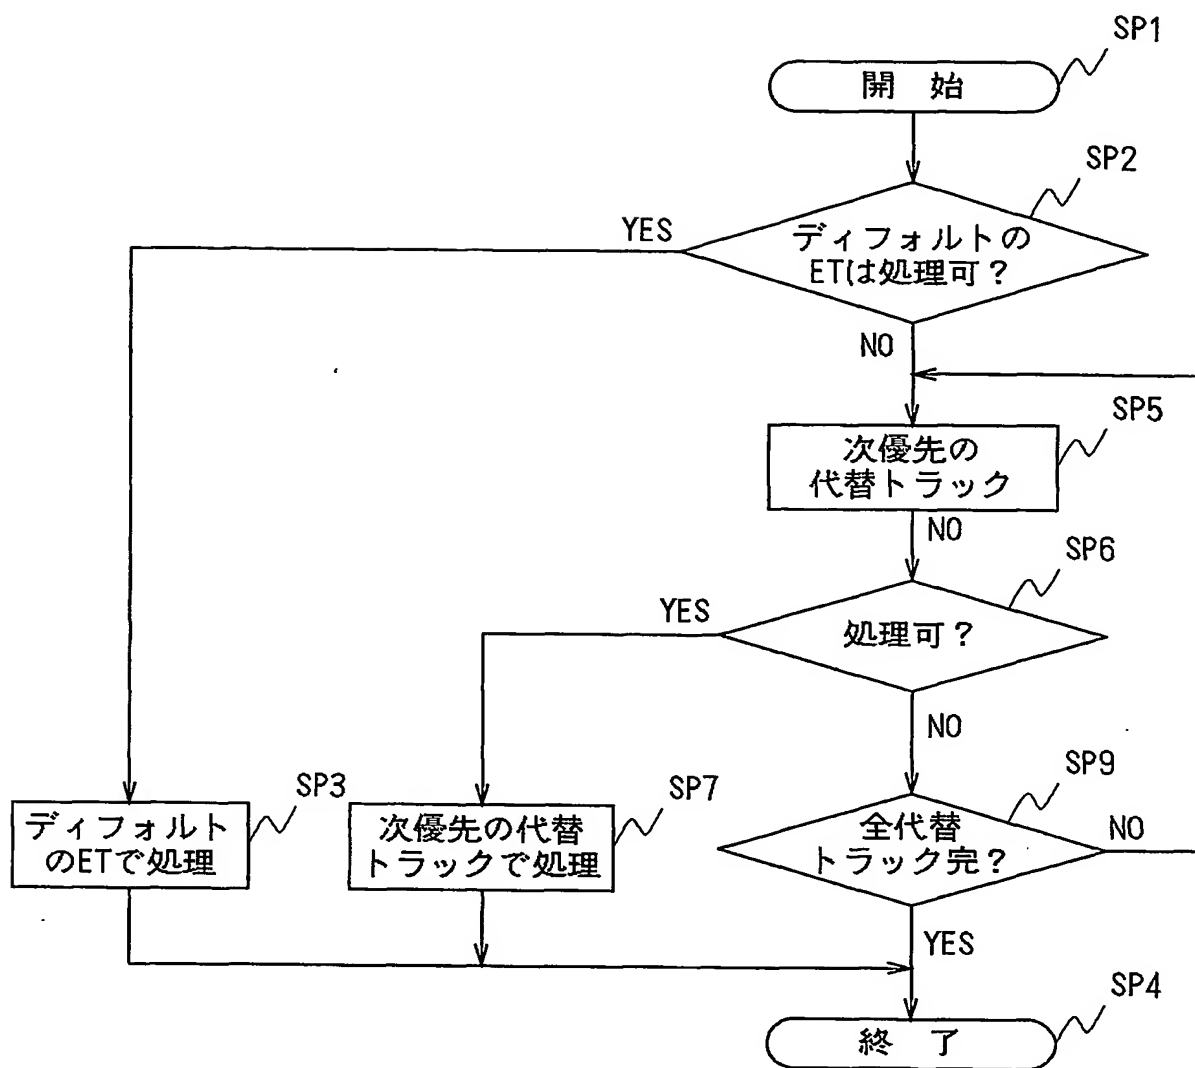 SP1
開 始
SP2
YES
ディフォルトの
ETは処理可?
NO
SP5
次優先の
代替トラック
NO
SP6
YES
処理可?
NO
SP3
ディフォルト
のETで処理
SP7
次優先の代替
トラックで処理
SP9
全代替
トラック完?
NO
YES
SP4
終 了